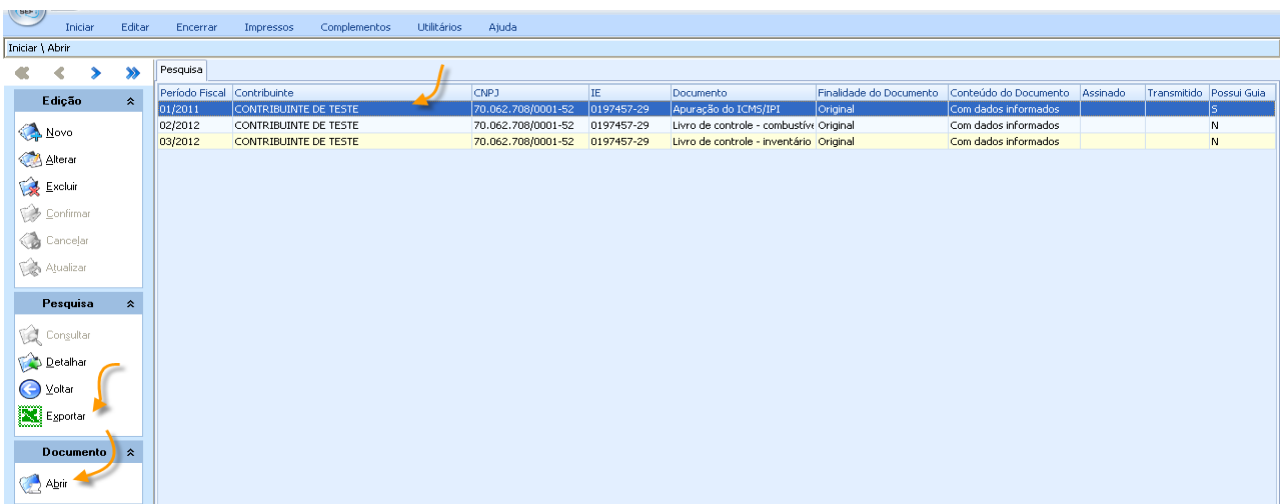 SEF
Iniciar Editar Encerrar Impressos Complementos Utilitários Ajuda
Iniciar \ Abrir
Pesquisa
Edição
Novo
Alterar
Excluir
Confirmar
Cancelar
Atualizar
Pesquisa
Consultar
Detalhar
Voltar
Exportar
Documento
Abrir
Período Fiscal Contribuinte CNPJ IE Documento Finalidade do Documento Conteúdo do Documento Assinado Transmitido Possui Guia
01/2011 CONTRIBUINTE DE TESTE 70.062.708/0001-52 0197457-29 Apuração do ICMS/IPI Original Com dados informados S
02/2012 CONTRIBUINTE DE TESTE 70.062.708/0001-52 0197457-29 Livro de controle - combustíve Original Com dados informados N
03/2012 CONTRIBUINTE DE TESTE 70.062.708/0001-52 0197457-29 Livro de controle - inventário Original Com dados informados N